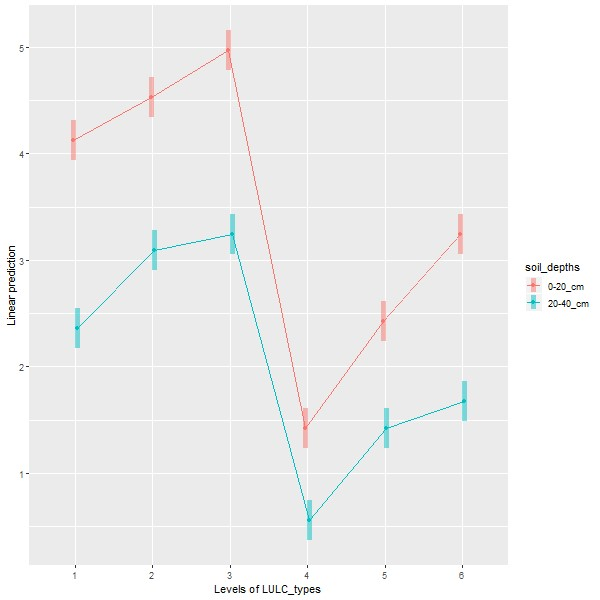 5
4
3
2
1
Linear prediction
1 2 3 4 5 6
Levels of LULC_types
soil_depths
0-20_cm
20-40_cm